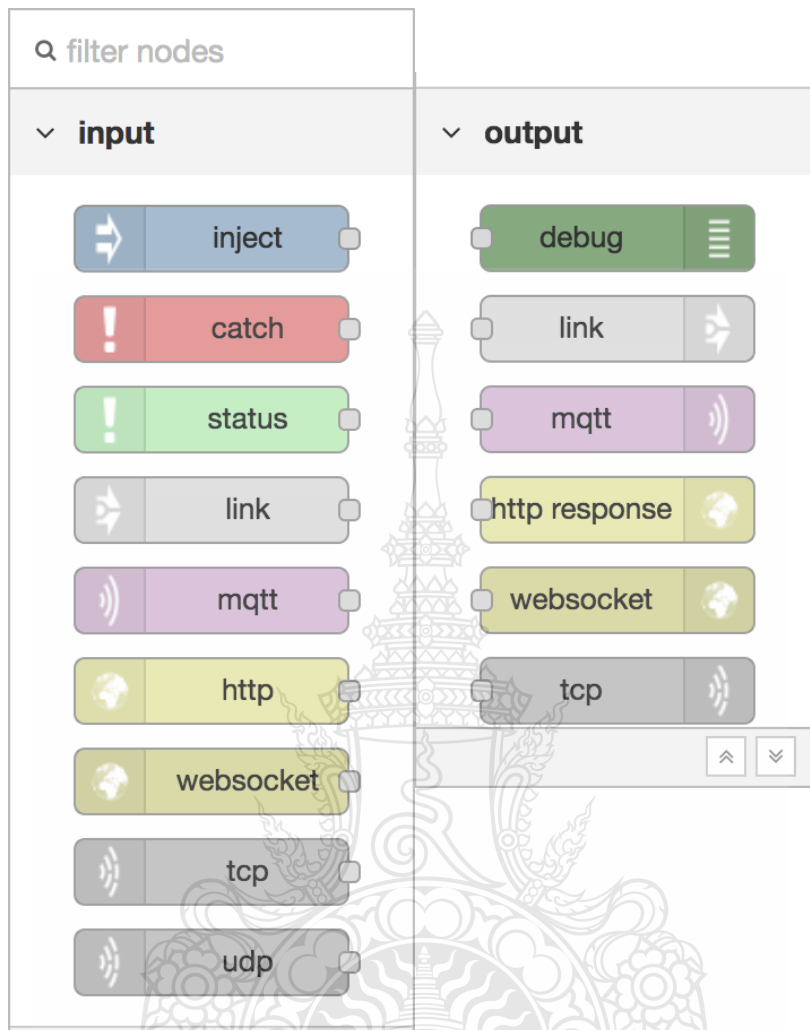 filter nodes
input
inject
catch
status
link
mqtt
http
websocket
tcp
udp
output
debug
link
mqtt
http response
websocket
tcp